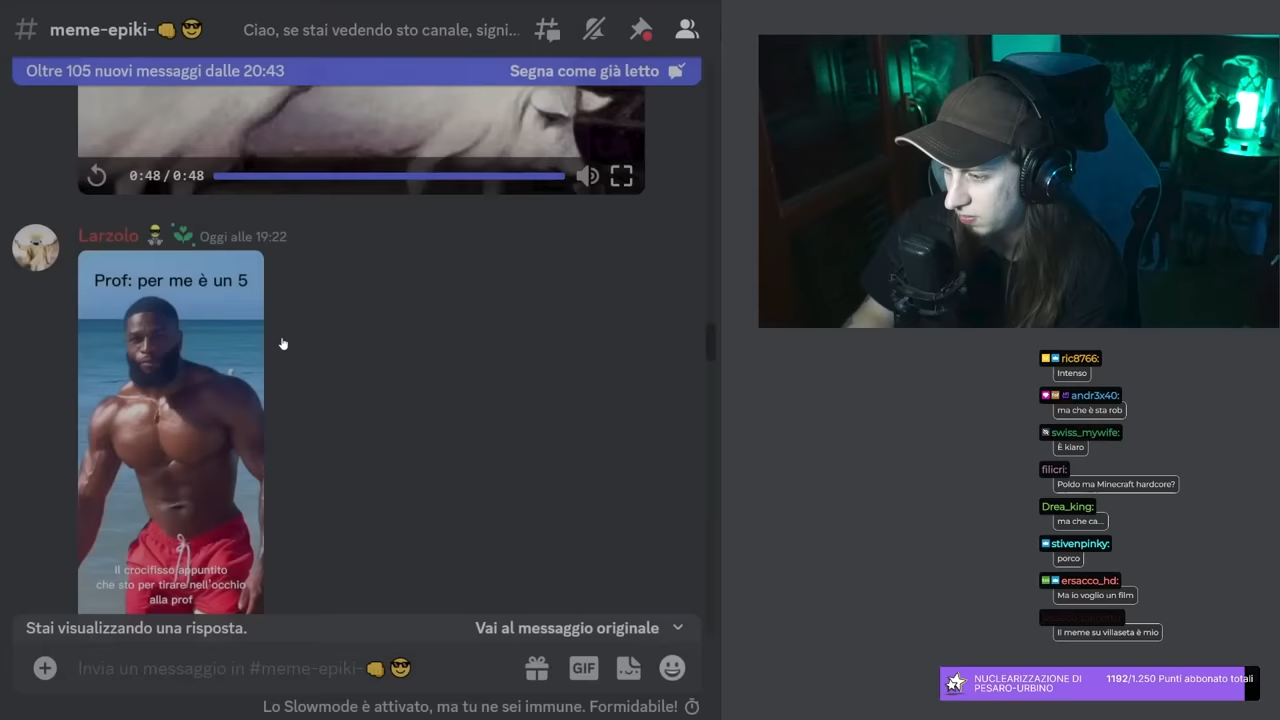 meme-epiki-
Ciao, se stai vedendo sto canale, signi...
Oltre 105 nuovi messaggi dalle 20:43
Segna come già letto
0:48 / 0:48
Larzolo
Oggi alle 19:22
Prof: per me è un 5
Il crocifisso appuntito
che sto per tirare nell'occhio
alla prof
Stai visualizzando una risposta.
Vai al messaggio originale
Invia un messaggio in #meme-epiki-
GIF
Lo Slowmode è attivato, ma tu ne sei immune. Formidabile!
ric8766:
Intenso
andr3x40:
ma che è sta rob
swiss_mywife:
È klaro
filicri:
Poldo ma Minecraft hardcore?
Drea_king:
ma che ca...
stivenpinky:
porco
ersacco_hd:
Ma io voglio un film
Il meme su villaseta è mio
NUCLEARIZZAZIONE DI
PESARO-URBINO
1192/1.250 Punti abbonato totali